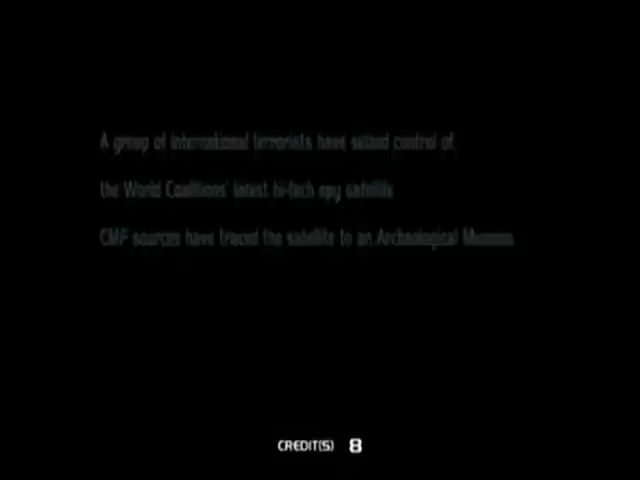 A group of international terrorists have seized control of
the World Coalitions' latest hi-tech spy satellite
CMF sources have traced the satellite to an Archeological Museum
CREDIT(S) 8